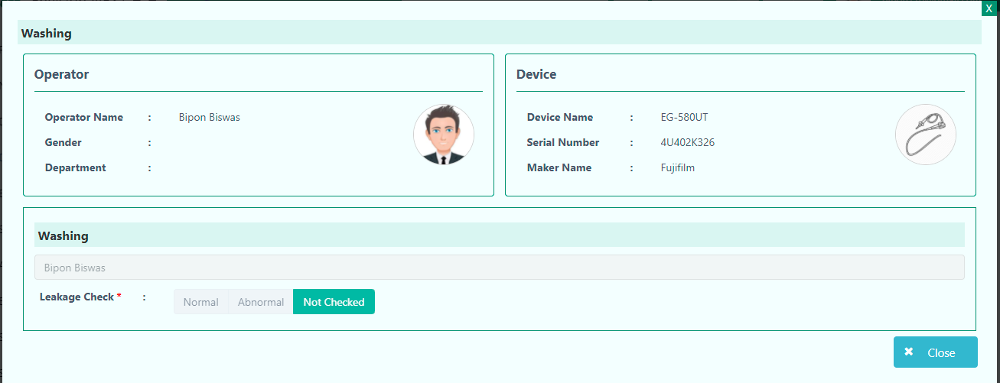 X
Washing
Operator
Operator Name : Bipon Biswas
Gender :
Department :
Device
Device Name : EG-580UT
Serial Number : 4U402K326
Maker Name : Fujifilm
Washing
Bipon Biswas
Leakage Check * : Normal Abnormal Not Checked
✖ Close